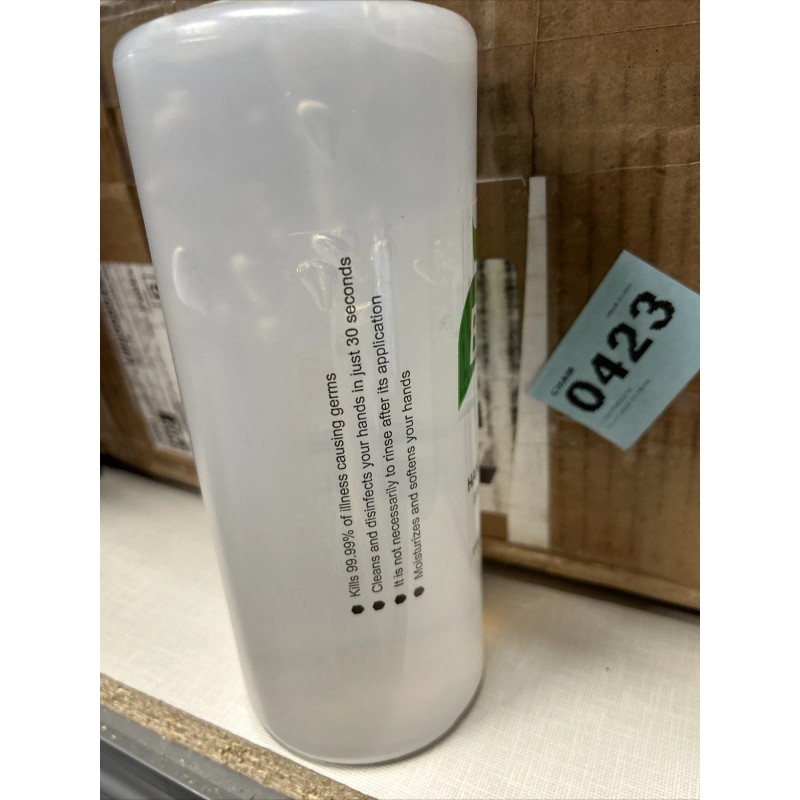 Kills 99.99% of illness causing germs
Cleans and disinfects your hands in just 30 seconds
It is not necessarily to rinse after its application
Moisturizes and softens your hands
CHAM
0423